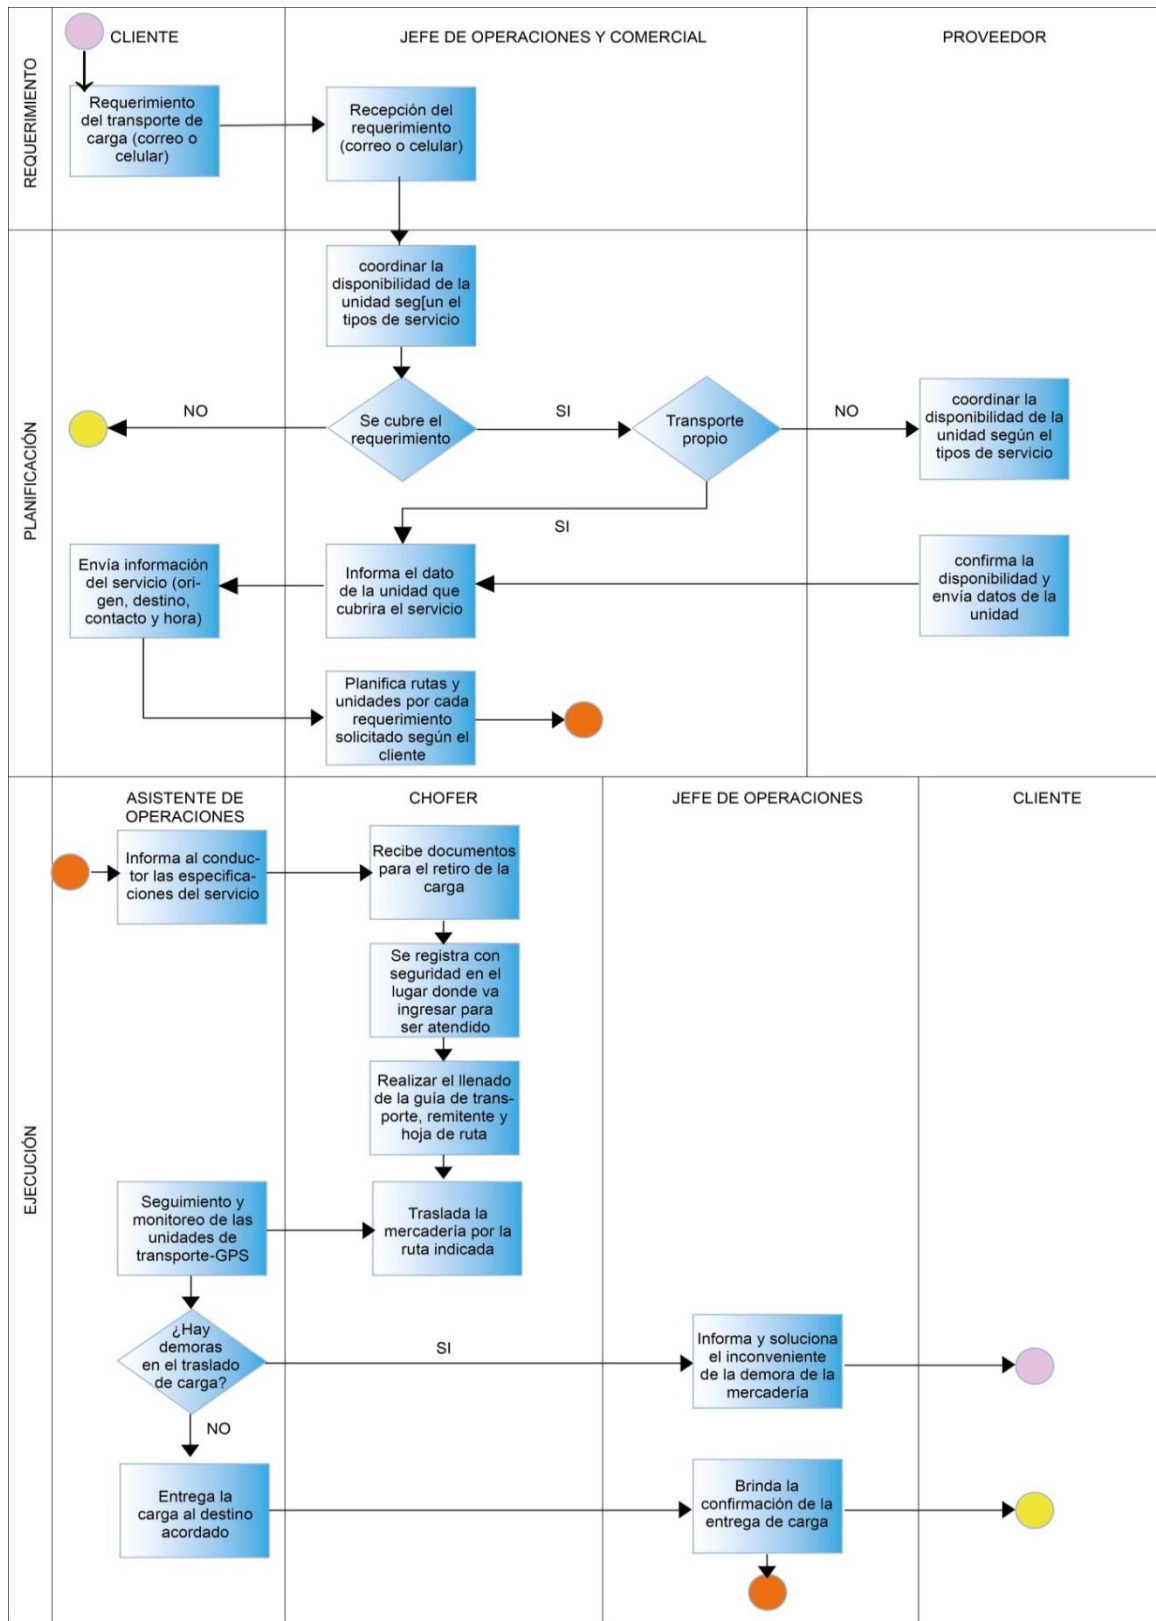 CLIENTE
JEFE DE OPERACIONES Y COMERCIAL
PROVEEDOR
REQUERIMIENTO
Requerimiento
del transporte de
carga (correo o
celular)
Recepción del
requerimiento
(correo o celular)
PLANIFICACIÓN
coordinar la
disponibilidad de la
unidad seg[un el
tipos de servicio
NO
Se cubre el
requerimiento
SI
Transporte
propio
NO
coordinar la
disponibilidad de la
unidad según el
tipos de servicio
SI
Envía información
del servicio (ori-
gen, destino,
contacto y hora)
Informa el dato
de la unidad que
cubrira el servicio
confirma la
disponibilidad y
envía datos de la
unidad
Planifica rutas y
unidades por cada
requerimiento
solicitado según el
cliente
EJECUCIÓN
ASISTENTE DE
OPERACIONES
CHOFER
JEFE DE OPERACIONES
CLIENTE
Informa al conduc-
tor las especifica-
ciones del servicio
Recibe documentos
para el retiro de la
carga
Se registra con
seguridad en el
lugar donde va
ingresar para
ser atendido
Realizar el llenado
de la guía de trans-
porte, remitente y
hoja de ruta
Seguimiento y
monitoreo de las
unidades de
transporte-GPS
Traslada la
mercadería por la
ruta indicada
¿Hay
demoras
en el traslado
de carga?
SI
Informa y soluciona
el inconveniente
de la demora de la
mercadería
NO
Entrega la
carga al destino
acordado
Brinda la
confirmación de la
entrega de carga